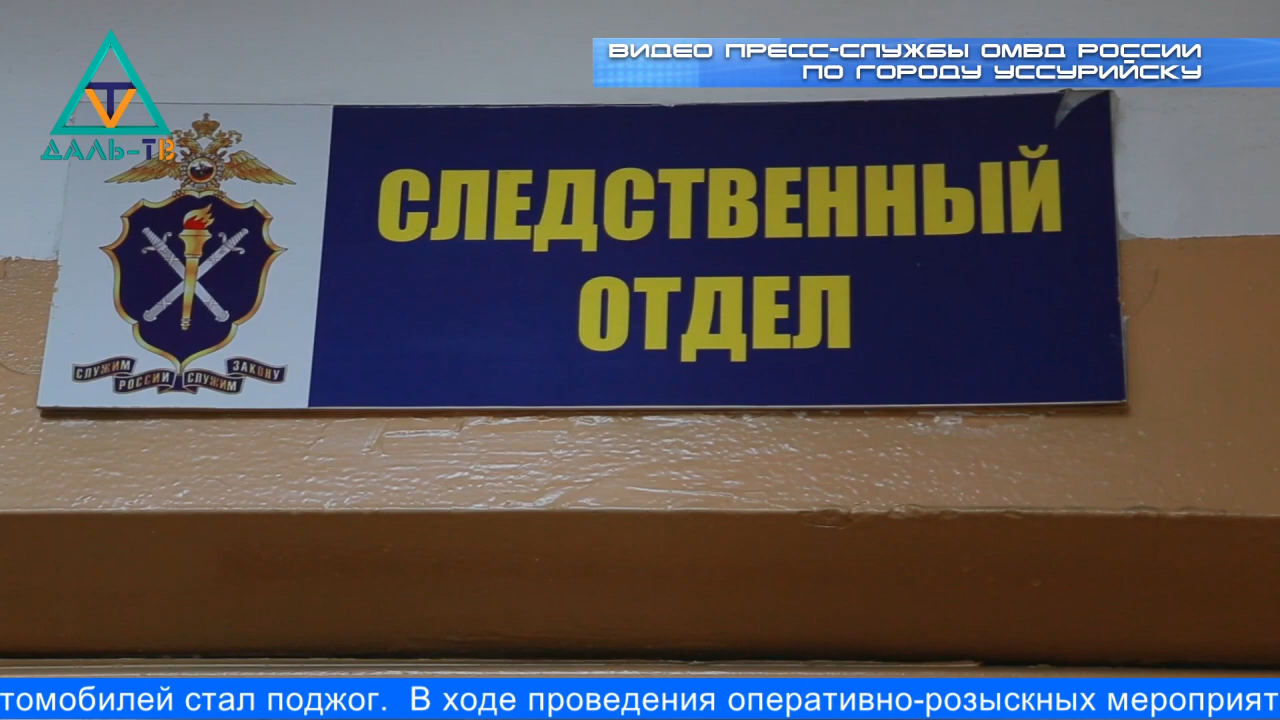 ВИДЕО ПРЕСС-СЛУЖБЫ ОМВД РОССИИ
ПО ГОРОДУ УССУРИЙСКУ
TV
ДАЛЬ-ТВ
СЛЕДСТВЕННЫЙ
ОТДЕЛ
СЛУЖИМ РОССИИ СЛУЖИМ ЗАКОНУ
томобилей стал поджог. В ходе проведения оперативно-розыскных мероприят